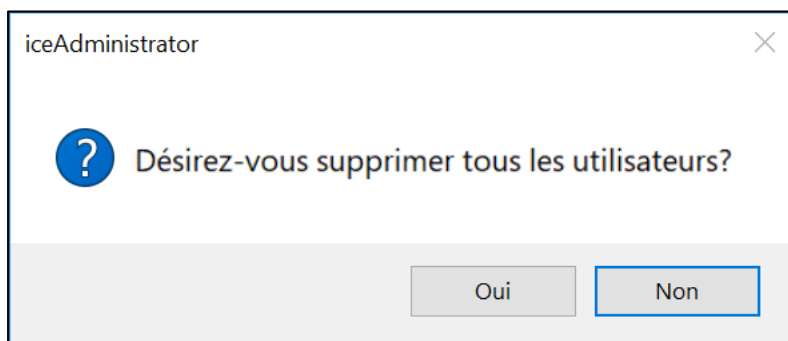 iceAdministrator
Désirez-vous supprimer tous les utilisateurs?
Oui
Non